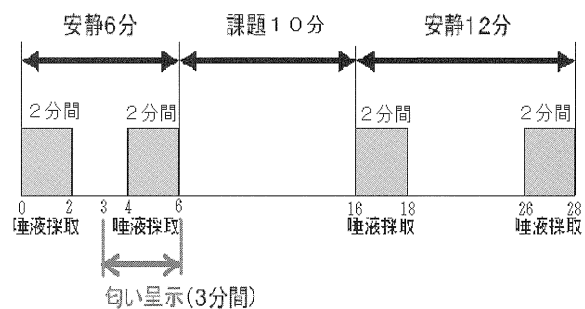 安静6分 課題10分 安静12分
2分間 2分間 2分間 2分間
0 2 3 4 6 16 18 26 28
唾液採取 唾液採取 唾液採取 唾液採取
匂い呈示(3分間)